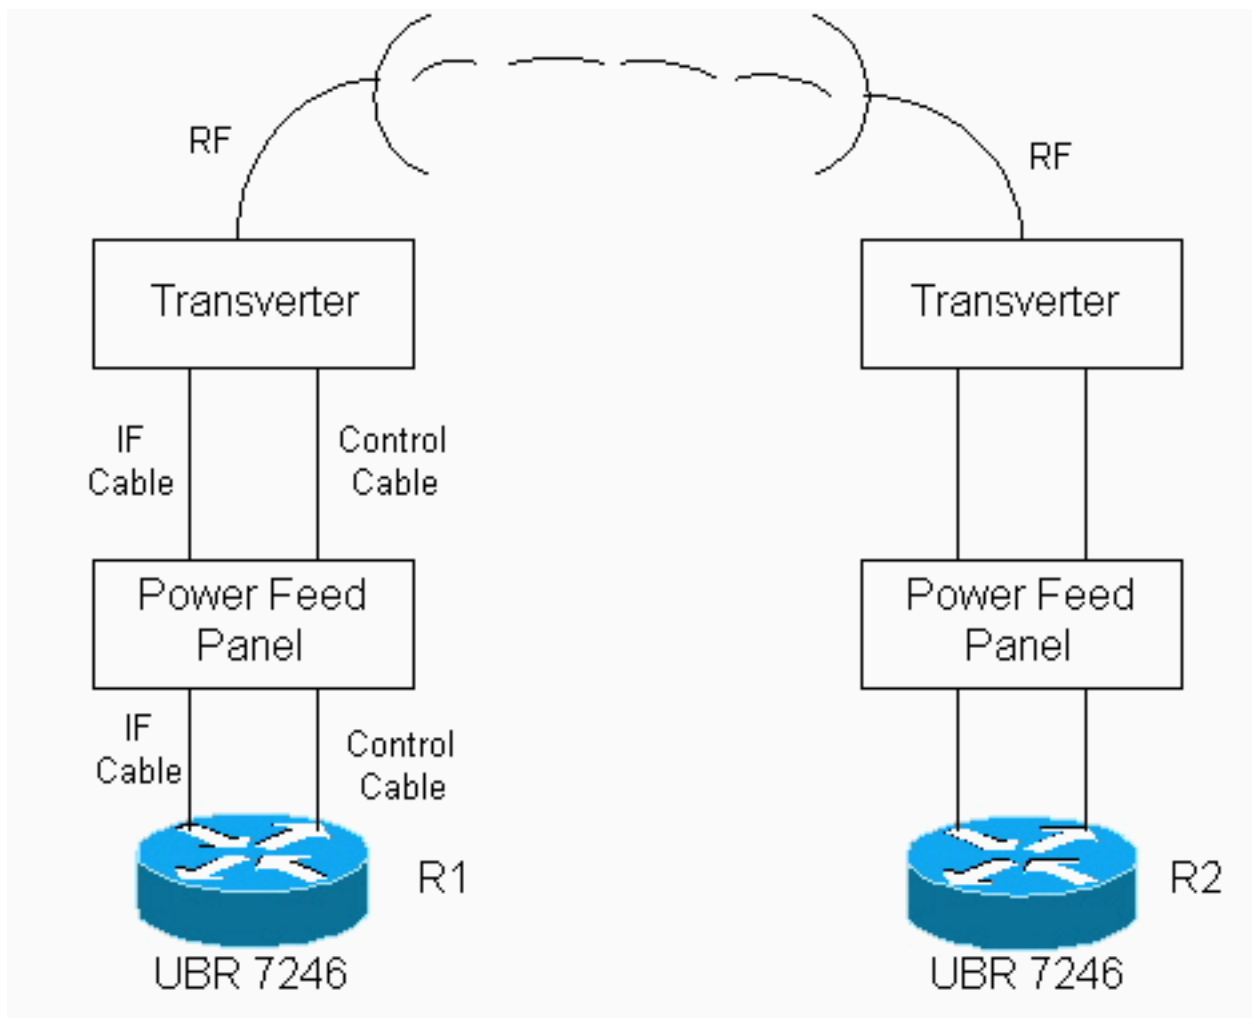 RF
RF
Transverter
Transverter
IF
Cable
Control
Cable
Power Feed
Panel
Power Feed
Panel
IF
Cable
Control
Cable
R1
R2
UBR 7246
UBR 7246